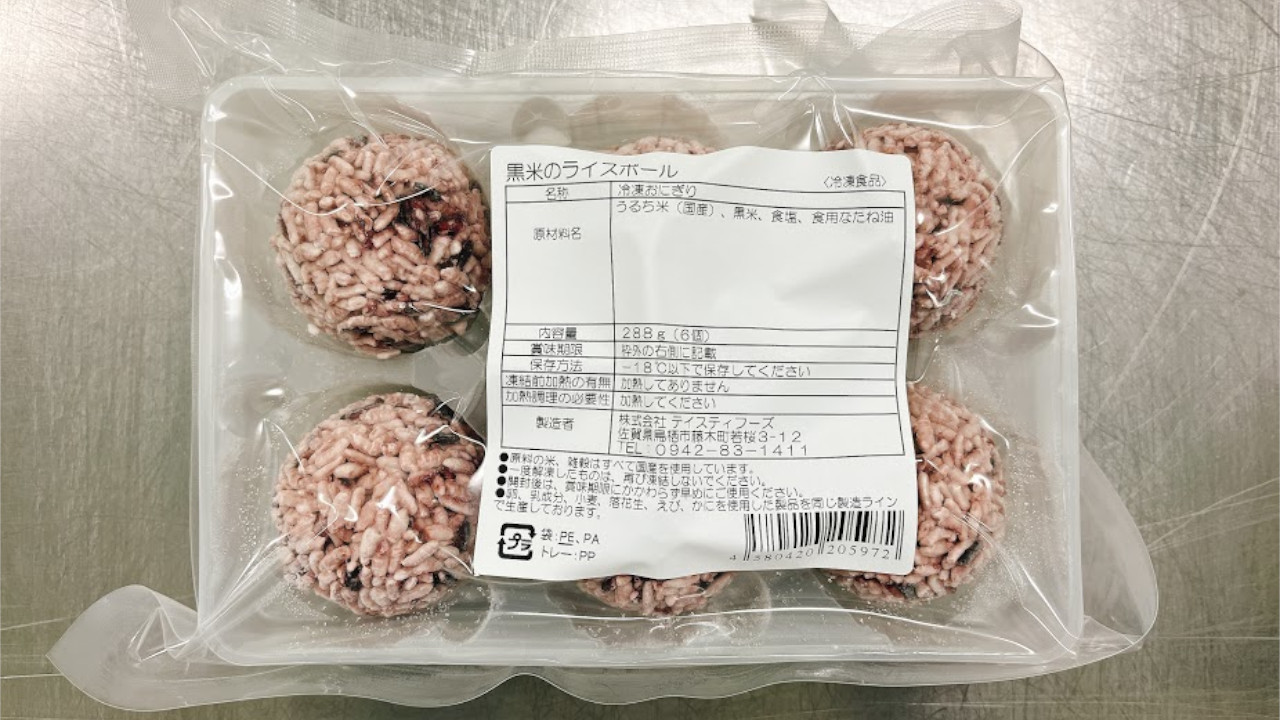 黒米のライスボール
〈冷凍食品〉
名称 冷凍おにぎり
原材料名 うるち米(国産)、黒米、食塩、食用なたね油
内容量 288g(6個)
賞味期限 枠外の右側に記載
保存方法 -18℃以下で保存してください
凍結前加熱の有無 加熱してありません
加熱調理の必要性 加熱してください
製造者 株式会社 テイスティフーズ
佐賀県鳥栖市藤木町若桜3-12
TEL 0942-83-1411
●原料の米、雑穀はすべて国産を使用しています。
●一度解凍したものは、再び凍結しないでください。
●開封後は、賞味期限にかかわらず早めにご使用ください。
●卵、乳成分、小麦、落花生、えび、かにを使用した製品を同じ製造ライン
で生産しております。
プラ 袋:PE、PA
トレー:PP
4 580420 205972